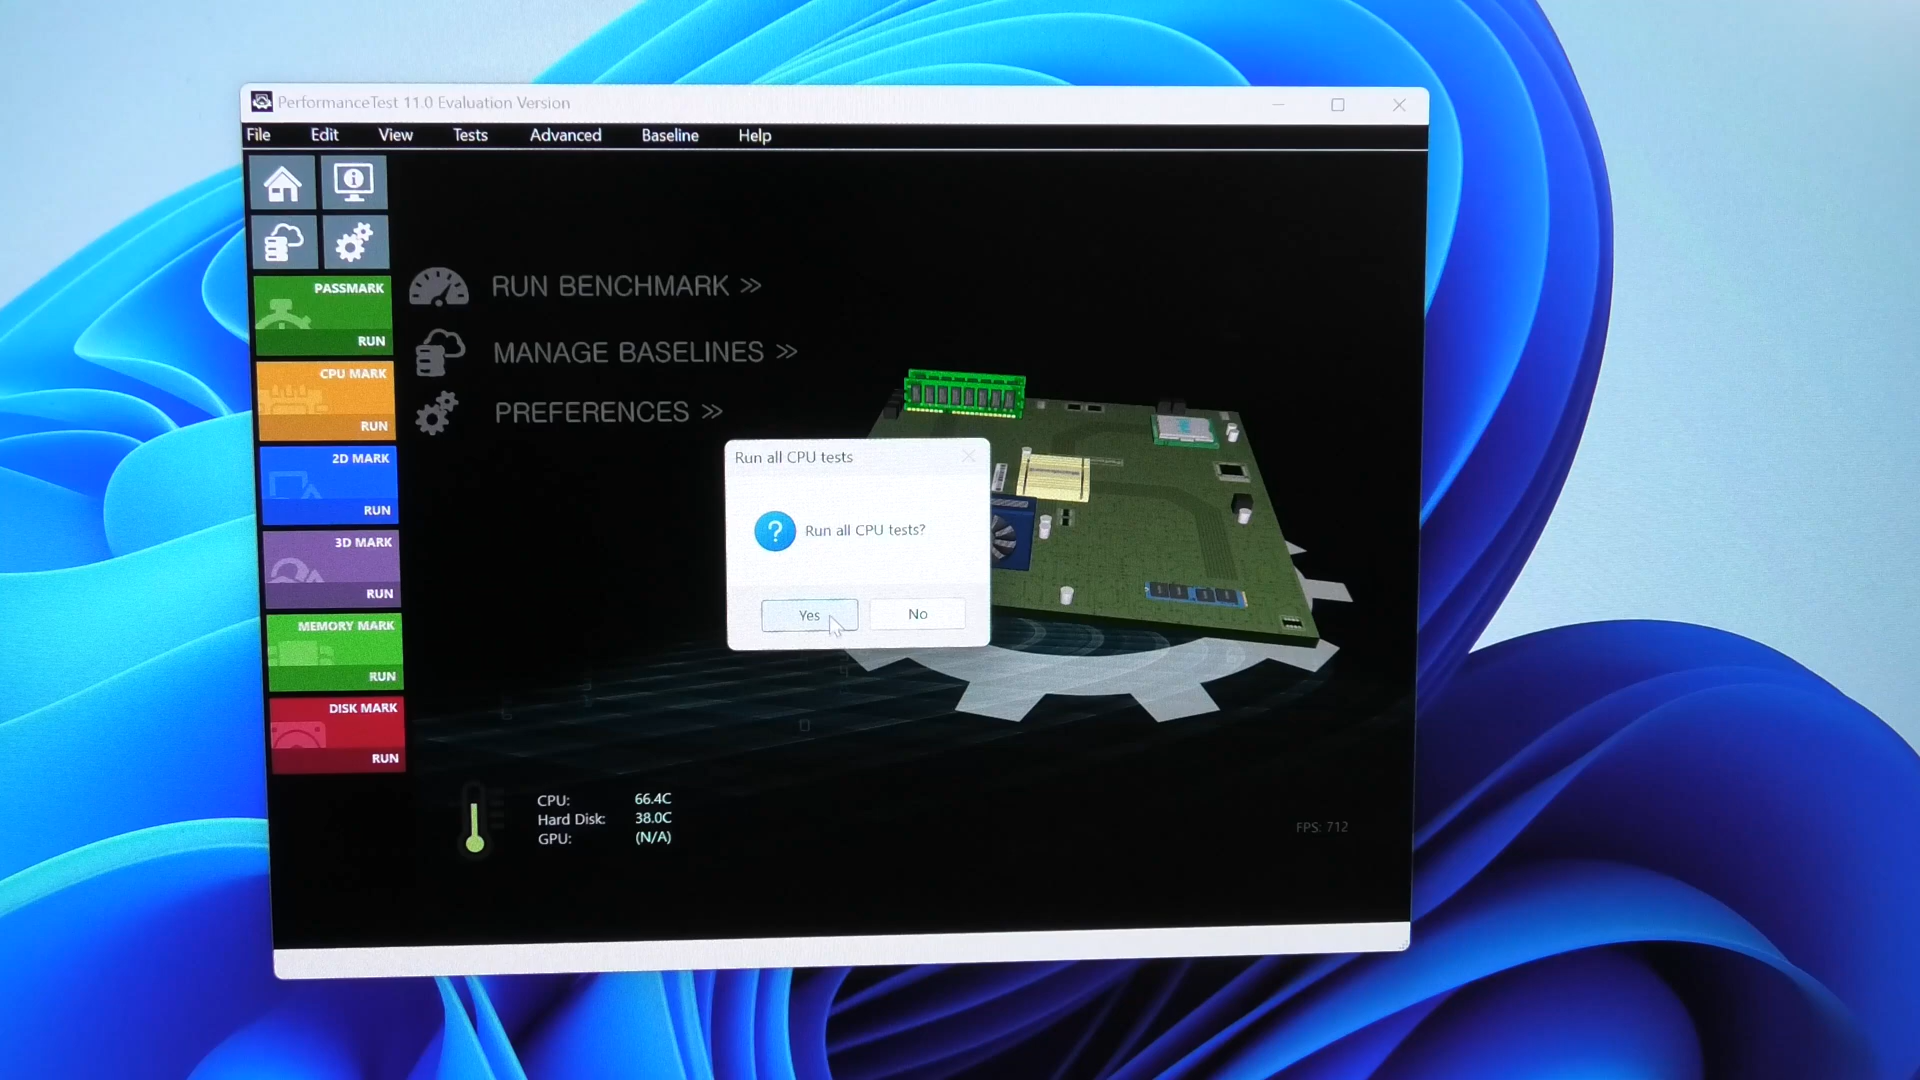 PerformanceTest 11.0 Evaluation Version
File Edit View Tests Advanced Baseline Help
PASSMARK
RUN
CPU MARK
RUN
2D MARK
RUN
3D MARK
RUN
MEMORY MARK
RUN
DISK MARK
RUN
RUN BENCHMARK »
MANAGE BASELINES »
PREFERENCES »
Run all CPU tests
Run all CPU tests?
Yes No
CPU: 66.4C
Hard Disk: 38.0C
GPU: (N/A)
FPS: 712